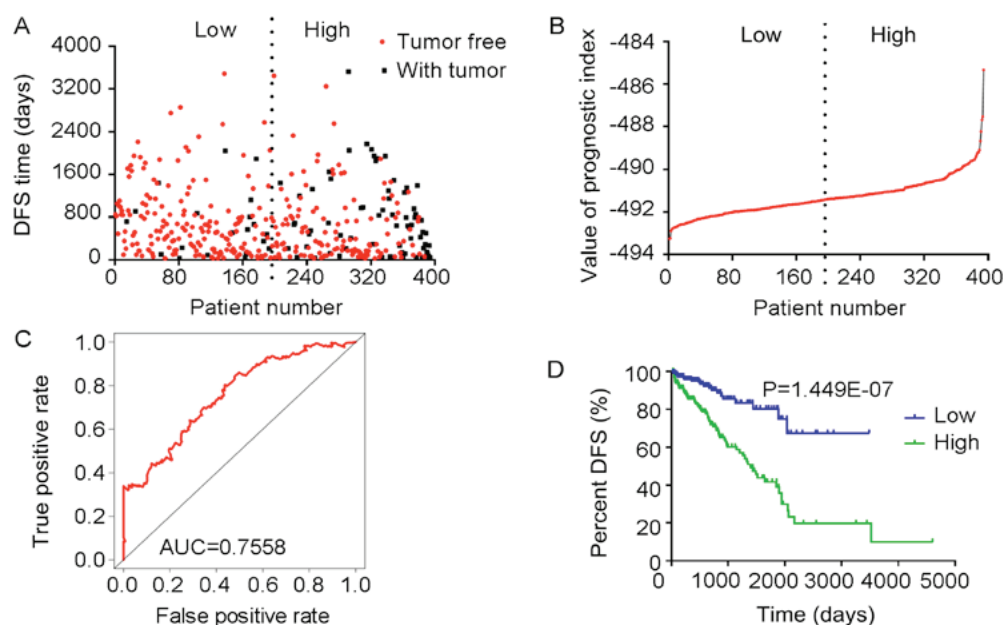 A
Low
High
Tumor free
With tumor
DFS time (days)
4000
3200
2400
1600
800
0
0
80
160
240
320
400
Patient number
B
Low
High
Value of prognostic index
-484
-486
-488
-490
-492
-494
0
80
160
240
320
400
Patient number
C
True positive rate
1.0
0.8
0.6
0.4
0.2
0.0
AUC=0.7558
0.0
0.2
0.4
0.6
0.8
1.0
False positive rate
D
Percent DFS (%)
100
80
60
40
20
0
P=1.449E-07
Low
High
0
1000
2000
3000
4000
5000
Time (days)